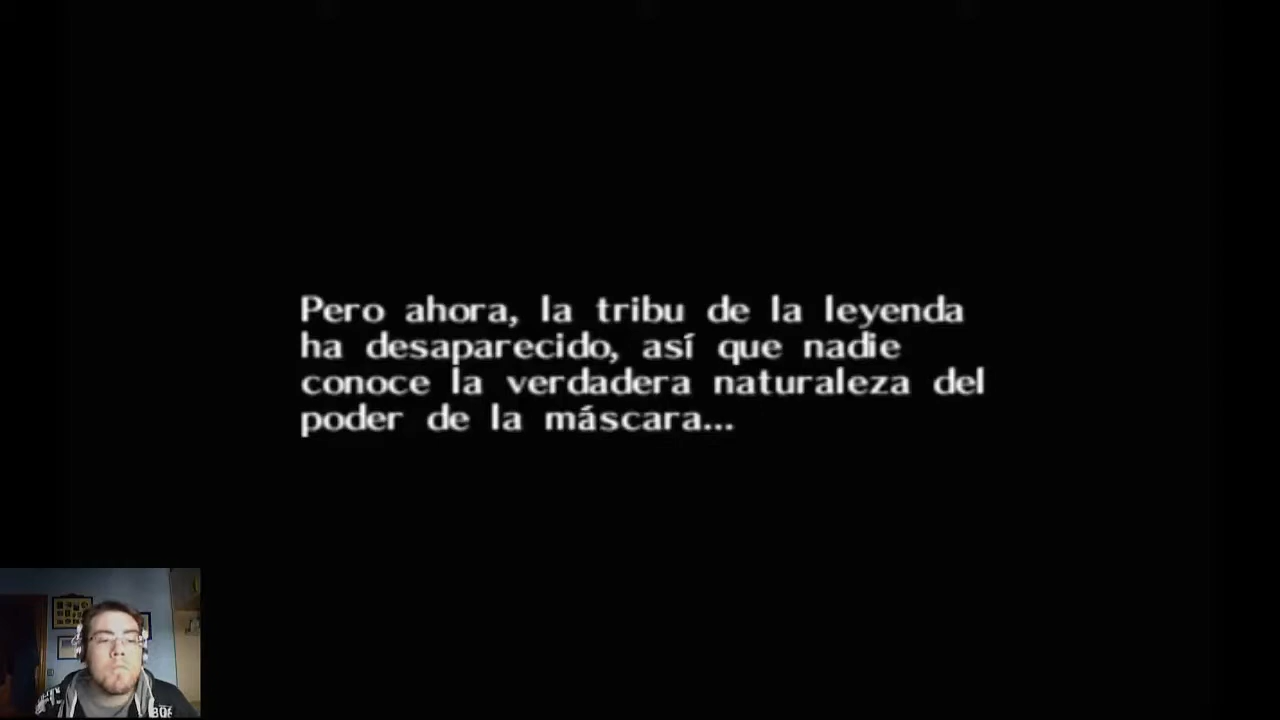 Pero ahora, la tribu de la leyenda
ha desaparecido, así que nadie
conoce la verdadera naturaleza del
poder de la máscara...